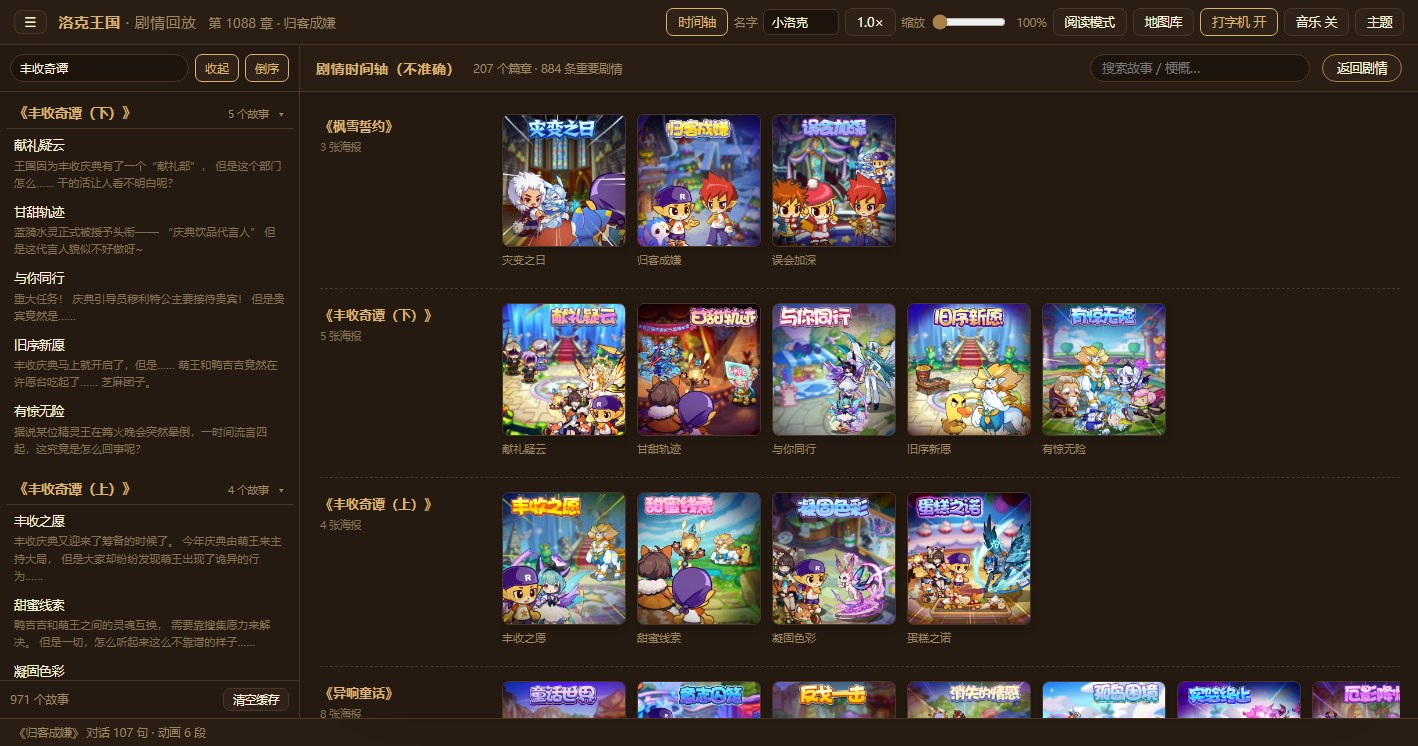 ☰ 洛克王国 · 剧情回放 第 1088 章 · 归客成嫌 时间轴 名字 小洛克 1.0× 缩放 100% 阅读模式 地图库 打字机 开 音乐 关 主题
丰收奇谭 收起 倒序
《丰收奇谭（下）》 5 个故事
献礼疑云
王国因为丰收庆典有了一个“献礼部”， 但是这个部门
怎么…… 干的活让人看不明白呢?
甘甜轨迹
蓝漪水灵正式被授予头衔—— “庆典饮品代言人” 但
是这代言人貌似不好做呀~
与你同行
重大任务！ 庆典引导员穆利特公主要接待贵宾！ 但是贵
宾竟然是……
旧序新愿
丰收庆典马上就开启了，但是…… 萌王和鸭吉吉竟然在
许愿台吃起了…… 芝麻团子。
有惊无险
据说某位精灵王在篝火晚会突然晕倒，一时间流言四
起，这究竟是怎么回事呢?
《丰收奇谭（上）》 4 个故事
丰收之愿
丰收庆典又迎来了筹备的时候了。 今年庆典由萌王来主
持大局， 但是大家却纷纷发现萌王出现了诡异的行
为……
甜蜜线索
鸭吉吉和萌王之间的灵魂互换， 需要靠搜集愿力来解
决。 但是一切，怎么听起来这么不靠谱的样子……
凝固色彩
971 个故事 清空缓存
剧情时间轴（不准确） 207 个篇章 · 884 条重要剧情 搜索故事 / 梗概... 返回剧情
《枫雪誓约》
3 张海报
灾变之日 归客成嫌 误会加深
灾变之日 归客成嫌 误会加深
《丰收奇谭（下）》
5 张海报
献礼疑云 甘甜轨迹 与你同行 旧序新愿 有惊无险
献礼疑云 甘甜轨迹 与你同行 旧序新愿 有惊无险
《丰收奇谭（上）》
4 张海报
丰收之愿 甜蜜线索 凝固色彩 蛋糕之诺
丰收之愿 甜蜜线索 凝固色彩 蛋糕之诺
《异响童话》
8 张海报
童话世界 意志囚笼 反戈一击 消失的情感 孤岛困境 实验终止 厄影降
《归客成嫌》 对话 107 句 · 动画 6 段